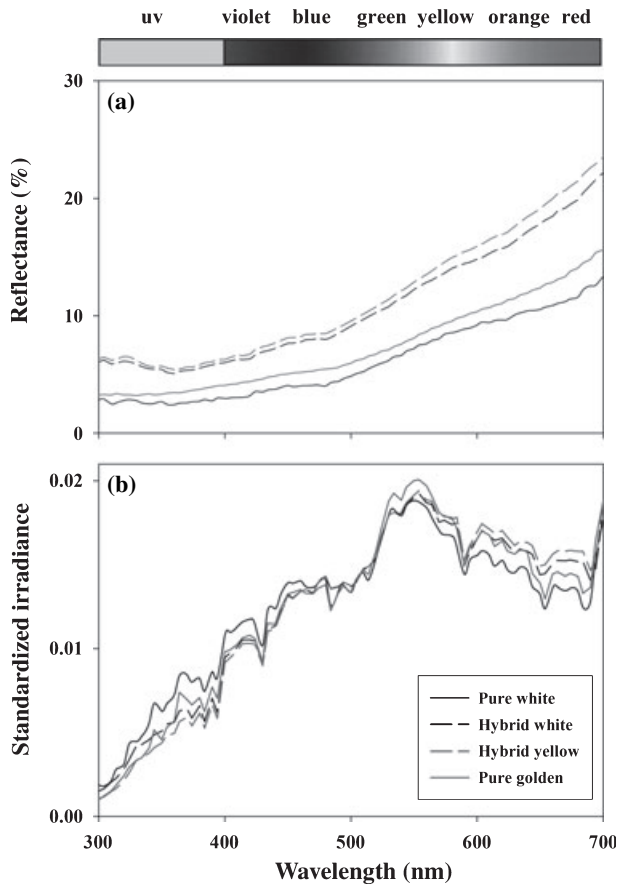 uv violet blue green yellow orange red
30
(a)
20
10
0
Reflectance (%)
(b)
0.02
0.01
0.00
Standardized irradiance
Pure white
Hybrid white
Hybrid yellow
Pure golden
300 400 500 600 700
Wavelength (nm)